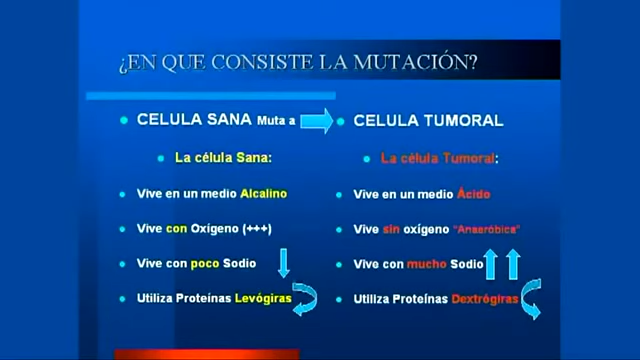 ¿EN QUE CONSISTE LA MUTACIÓN?
CELULA SANA Muta a
CELULA TUMORAL
La célula Sana:
La célula Tumoral:
Vive en un medio Alcalino
Vive en un medio Ácido
Vive con Oxígeno (+++)
Vive sin oxígeno "Anaeróbica"
Vive con poco Sodio
Vive con mucho Sodio
Utiliza Proteínas Levógiras
Utiliza Proteínas Dextrógiras